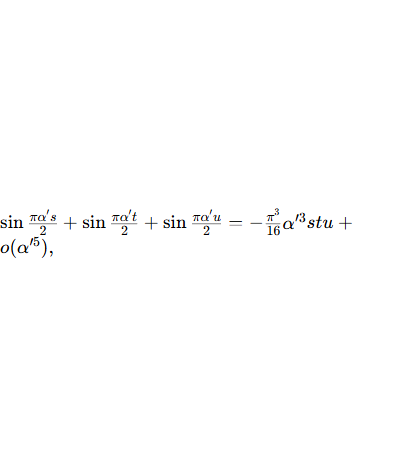 sin πα′s/2 + sin πα′t/2 + sin πα′u/2 = − π³/16 α′³stu +
o(α′⁵),